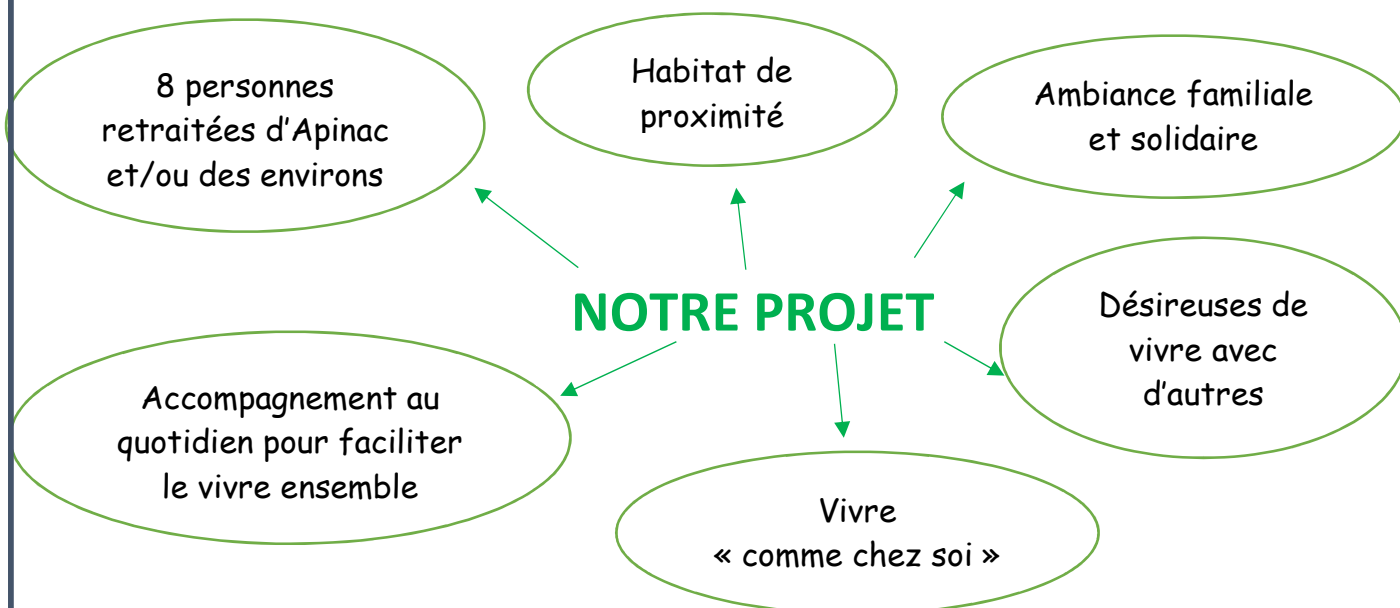 8 personnes
retraitées d'Apinac
et/ou des environs
Habitat de
proximité
Ambiance familiale
et solidaire
NOTRE PROJET
Désireuses de
vivre avec
d'autres
Accompagnement au
quotidien pour faciliter
le vivre ensemble
Vivre
« comme chez soi »